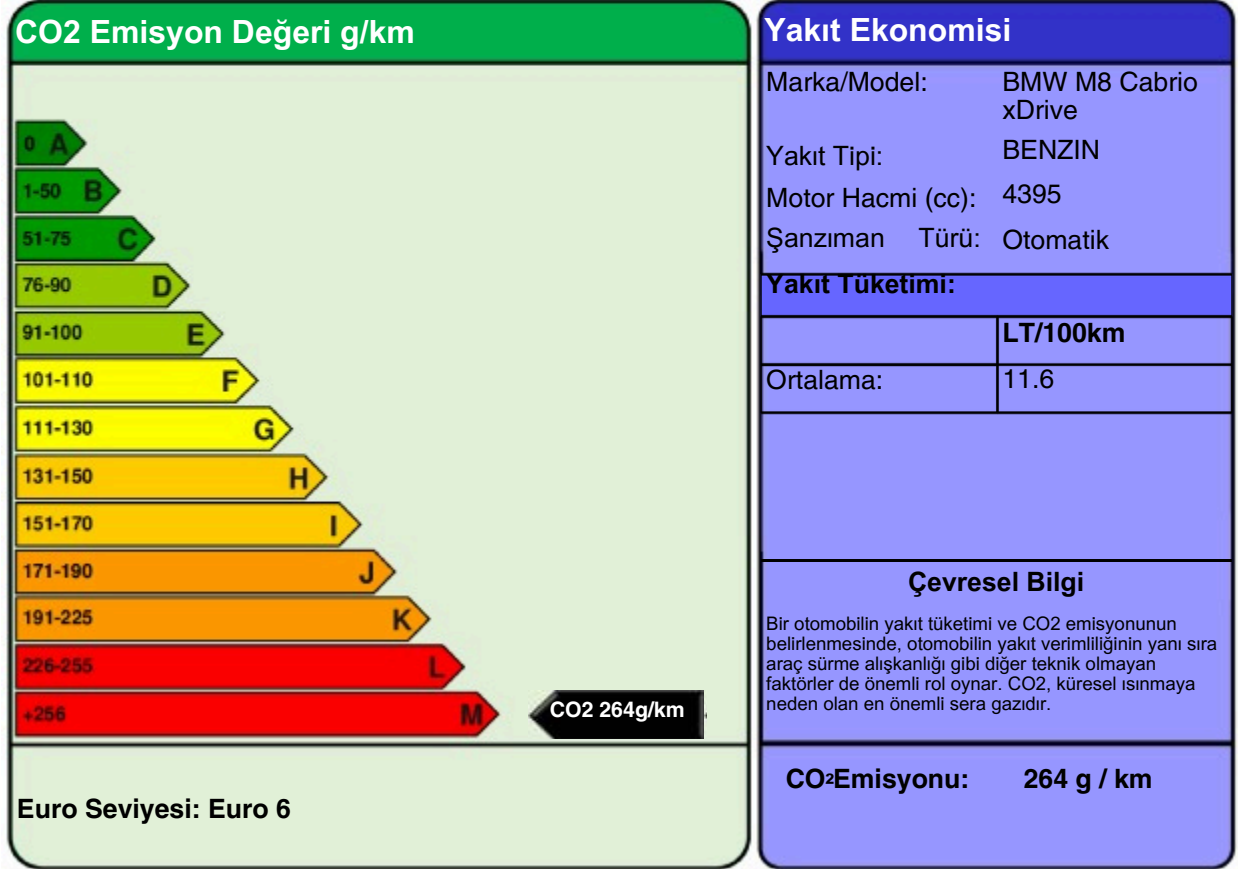 CO2 Emisyon Değeri g/km
0 A
1-50 B
51-75 C
76-90 D
91-100 E
101-110 F
111-130 G
131-150 H
151-170 I
171-190 J
191-225 K
226-255 L
+256 M
CO2 264g/km
Euro Seviyesi: Euro 6
Yakıt Ekonomisi
Marka/Model: BMW M8 Cabrio
xDrive
Yakıt Tipi: BENZIN
Motor Hacmi (cc): 4395
Şanzıman Türü: Otomatik
Yakıt Tüketimi:
LT/100km
Ortalama: 11.6
Çevresel Bilgi
Bir otomobilin yakıt tüketimi ve CO2 emisyonunun
belirlenmesinde, otomobilin yakıt verimliliğinin yanı sıra
araç sürme alışkanlığı gibi diğer teknik olmayan
faktörler de önemli rol oynar. CO2, küresel ısınmaya
neden olan en önemli sera gazıdır.
CO2Emisyonu: 264 g / km